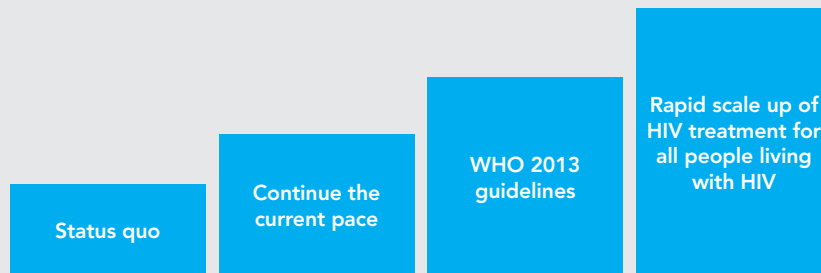 Status quo
Continue the
current pace
WHO 2013
guidelines
Rapid scale up of
HIV treatment for
all people living
with HIV